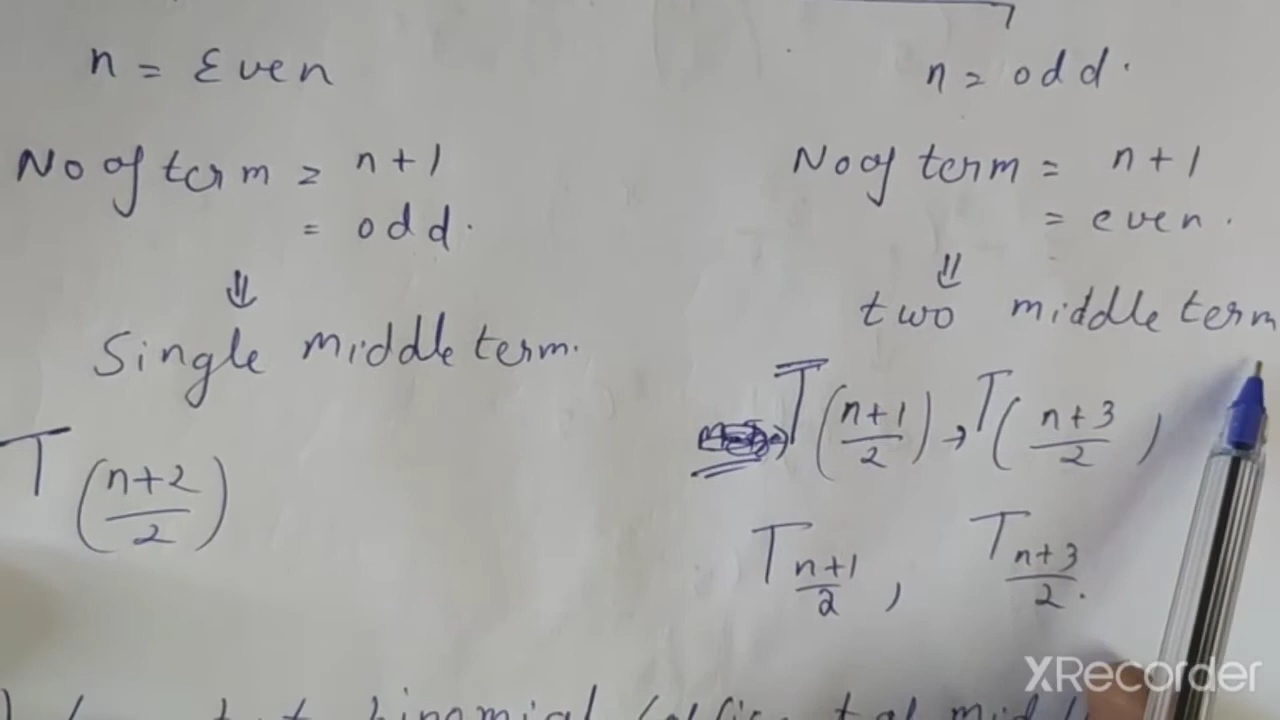 n = Even
No of term = n+1
= odd.
⇓
Single middle term.
T(n+2/2)
n = odd.
No of term = n+1
= even.
⇓
two middle term
T(n+1/2), T(n+3/2)
Tn+1/2, Tn+3/2.
binomial
XRecorder